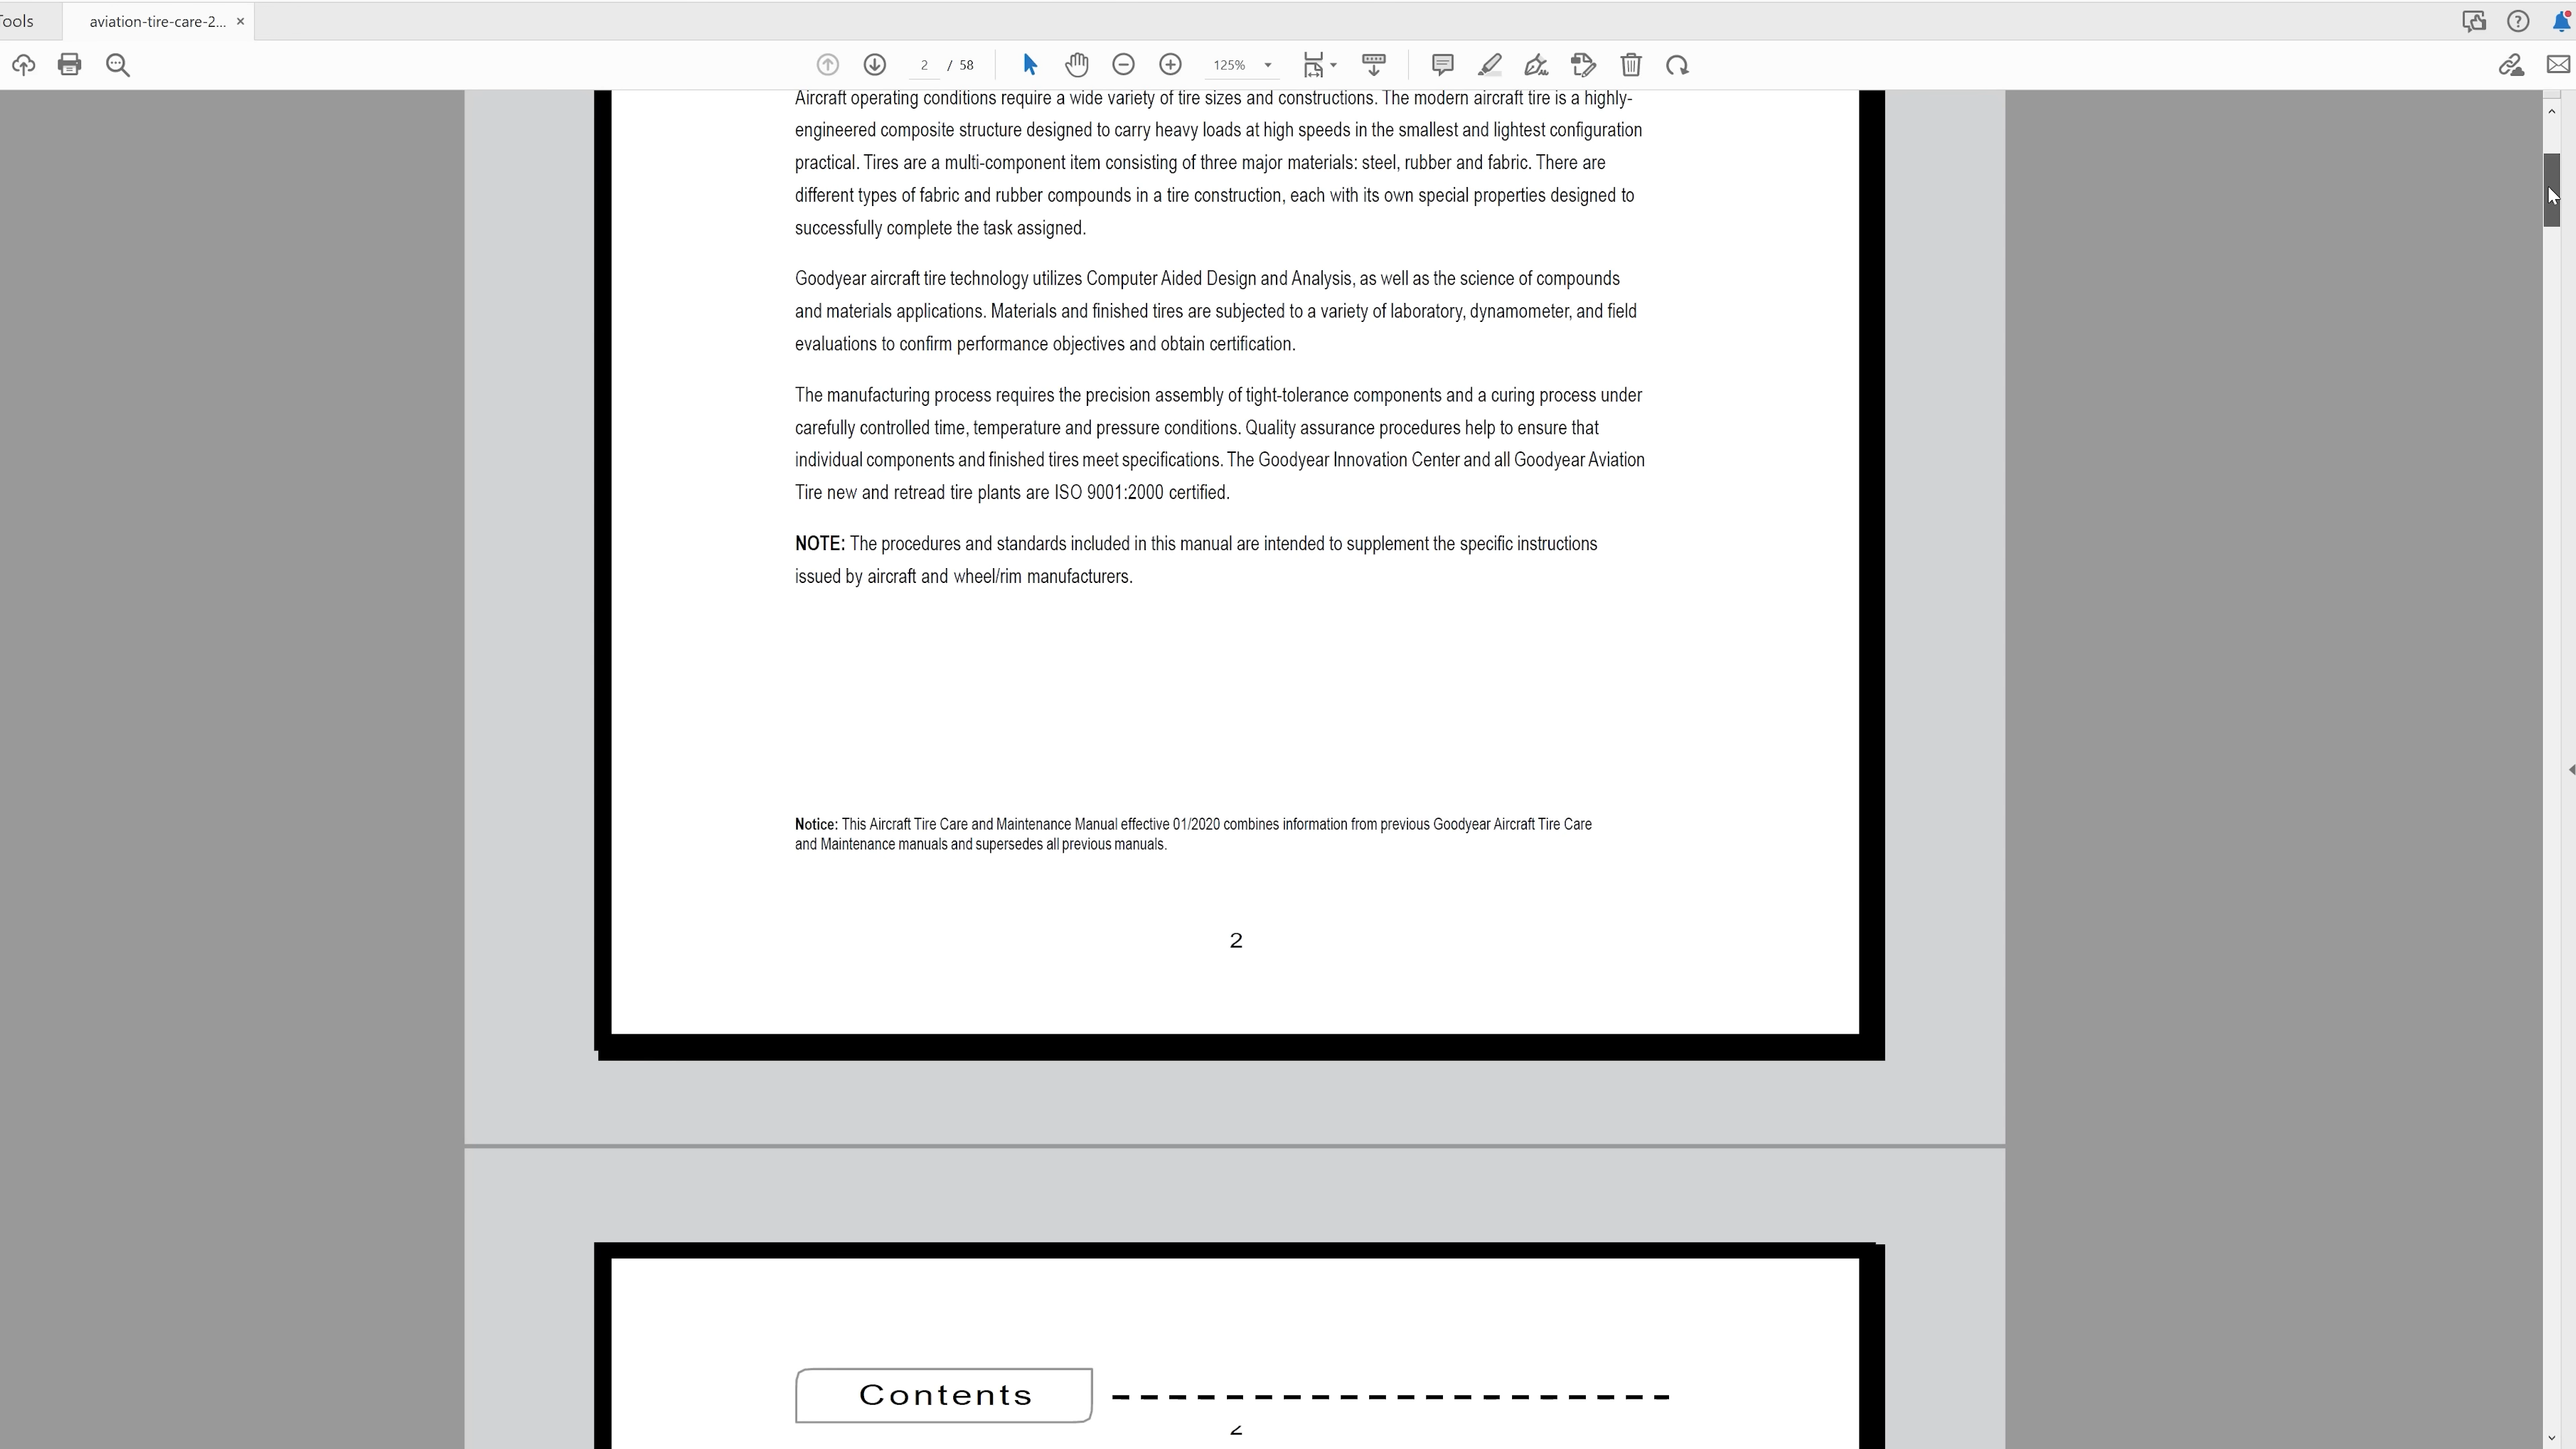 Tools
aviation-tire-care-2... ×
2 / 58
125%
Aircraft operating conditions require a wide variety of tire sizes and constructions. The modern aircraft tire is a highly-
engineered composite structure designed to carry heavy loads at high speeds in the smallest and lightest configuration
practical. Tires are a multi-component item consisting of three major materials: steel, rubber and fabric. There are
different types of fabric and rubber compounds in a tire construction, each with its own special properties designed to
successfully complete the task assigned.
Goodyear aircraft tire technology utilizes Computer Aided Design and Analysis, as well as the science of compounds
and materials applications. Materials and finished tires are subjected to a variety of laboratory, dynamometer, and field
evaluations to confirm performance objectives and obtain certification.
The manufacturing process requires the precision assembly of tight-tolerance components and a curing process under
carefully controlled time, temperature and pressure conditions. Quality assurance procedures help to ensure that
individual components and finished tires meet specifications. The Goodyear Innovation Center and all Goodyear Aviation
Tire new and retread tire plants are ISO 9001:2000 certified.
NOTE: The procedures and standards included in this manual are intended to supplement the specific instructions
issued by aircraft and wheel/rim manufacturers.
Notice: This Aircraft Tire Care and Maintenance Manual effective 01/2020 combines information from previous Goodyear Aircraft Tire Care
and Maintenance manuals and supersedes all previous manuals.
2
Contents